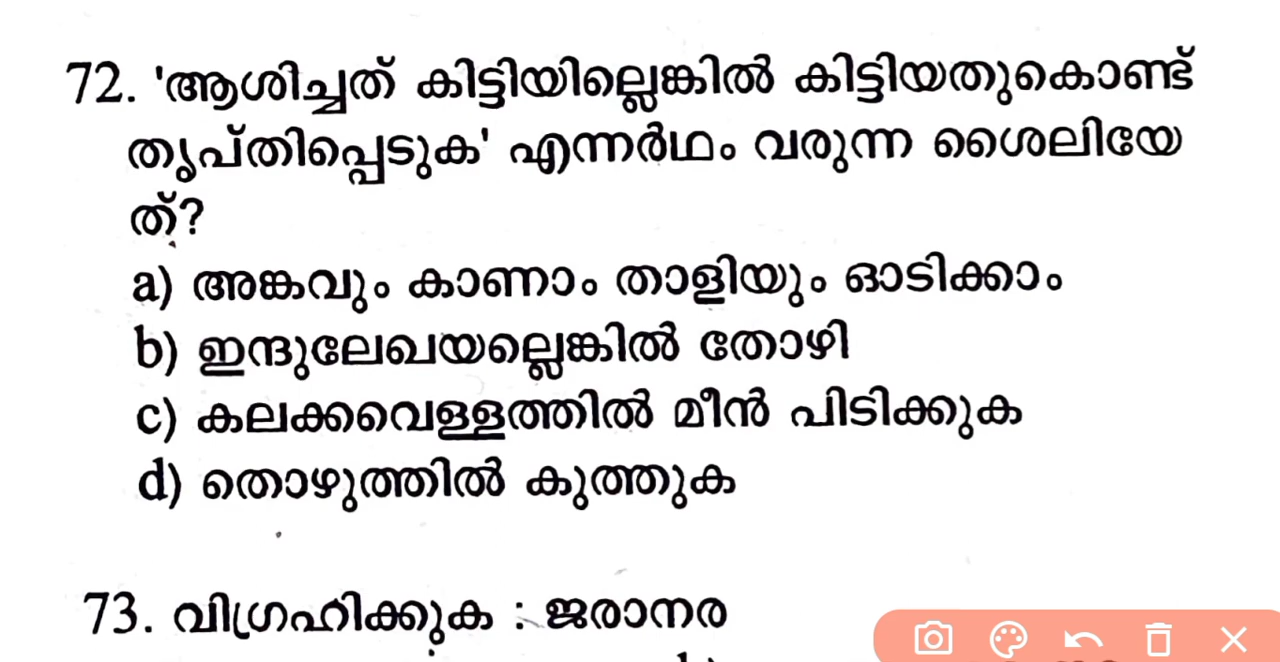 72. 'ആശിച്ചത് കിട്ടിയില്ലെങ്കിൽ കിട്ടിയതുകൊണ്ട്
തൃപ്തിപ്പെടുക' എന്നർഥം വരുന്ന ശൈലിയേ
ത്?
a) അങ്കവും കാണാം താളിയും ഓടിക്കാം
b) ഇന്ദുലേഖയല്ലെങ്കിൽ തോഴി
c) കലക്കവെള്ളത്തിൽ മീൻ പിടിക്കുക
d) തൊഴുത്തിൽ കുത്തുക
73. വിഗ്രഹിക്കുക : ജരാനര